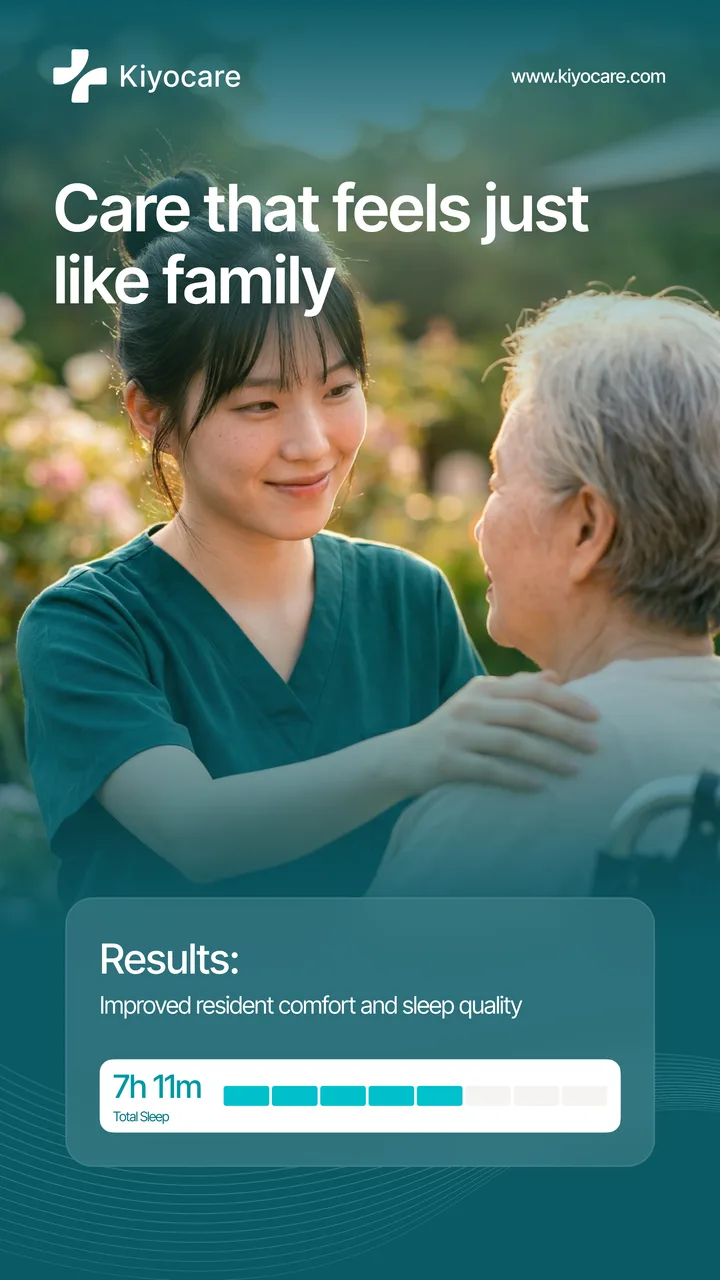 Kiyocare
www.kiyocare.com
Care that feels just
like family
Results:
Improved resident comfort and sleep quality
7h 11m
Total Sleep